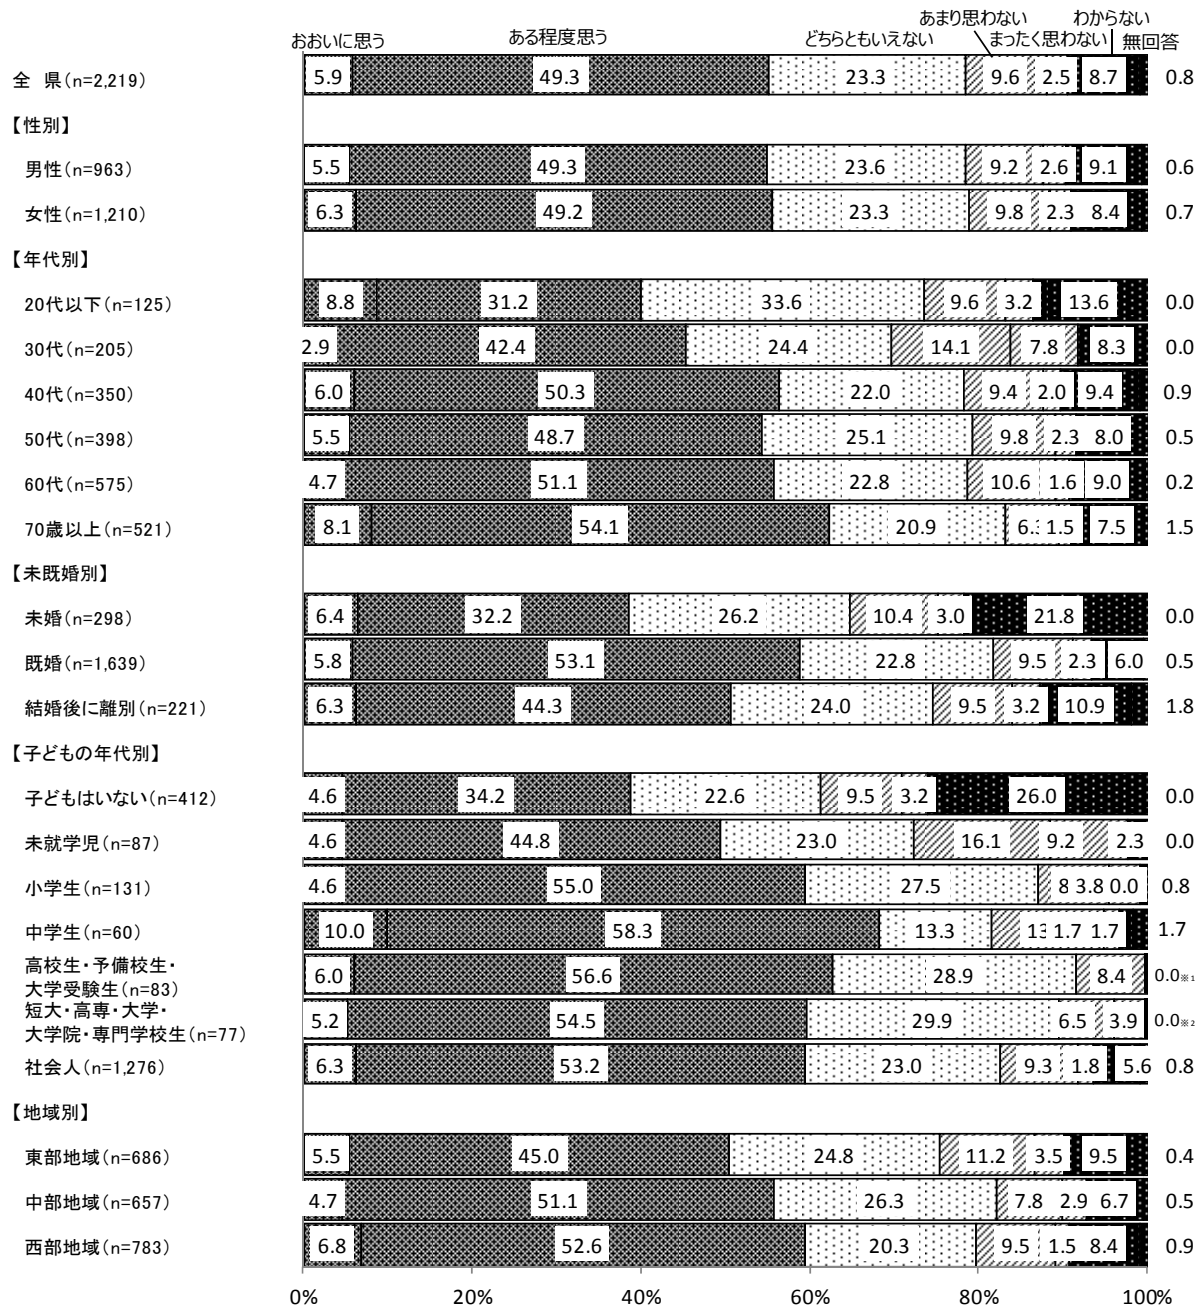 あまり思わない わからない
おおいに思う ある程度思う どちらともいえない まったく思わない 無回答
全 県(n=2,219) 5.9 49.3 23.3 9.6 2.5 8.7 0.8
【性別】
男性(n=963) 5.5 49.3 23.6 9.2 2.6 9.1 0.6
女性(n=1,210) 6.3 49.2 23.3 9.8 2.3 8.4 0.7
【年代別】
20代以下(n=125) 8.8 31.2 33.6 9.6 3.2 13.6 0.0
30代(n=205) 2.9 42.4 24.4 14.1 7.8 8.3 0.0
40代(n=350) 6.0 50.3 22.0 9.4 2.0 9.4 0.9
50代(n=398) 5.5 48.7 25.1 9.8 2.3 8.0 0.5
60代(n=575) 4.7 51.1 22.8 10.6 1.6 9.0 0.2
70歳以上(n=521) 8.1 54.1 20.9 6.3 1.5 7.5 1.5
【未既婚別】
未婚(n=298) 6.4 32.2 26.2 10.4 3.0 21.8 0.0
既婚(n=1,639) 5.8 53.1 22.8 9.5 2.3 6.0 0.5
結婚後に離別(n=221) 6.3 44.3 24.0 9.5 3.2 10.9 1.8
【子どもの年代別】
子どもはいない(n=412) 4.6 34.2 22.6 9.5 3.2 26.0 0.0
未就学児(n=87) 4.6 44.8 23.0 16.1 9.2 2.3 0.0
小学生(n=131) 4.6 55.0 27.5 8 3.8 0.0 0.8
中学生(n=60) 10.0 58.3 13.3 13 1.7 1.7 1.7
高校生・予備校生・
大学受験生(n=83) 6.0 56.6 28.9 8.4 0.0※1
短大・高専・大学・
大学院・専門学校生(n=77) 5.2 54.5 29.9 6.5 3.9 0.0※2
社会人(n=1,276) 6.3 53.2 23.0 9.3 1.8 5.6 0.8
【地域別】
東部地域(n=686) 5.5 45.0 24.8 11.2 3.5 9.5 0.4
中部地域(n=657) 4.7 51.1 26.3 7.8 2.9 6.7 0.5
西部地域(n=783) 6.8 52.6 20.3 9.5 1.5 8.4 0.9
0% 20% 40% 60% 80% 100%